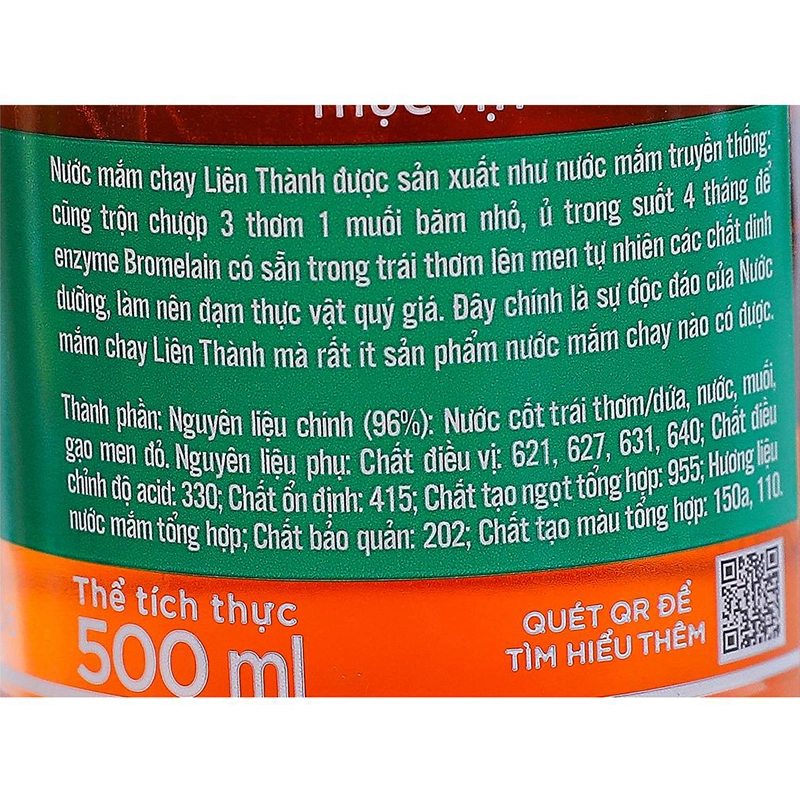 Nước mắm chay Liên Thành được sản xuất như nước mắm truyền thống:
cũng trộn chượp 3 thơm 1 muối băm nhỏ, ủ trong suốt 4 tháng để
enzyme Bromelain có sẵn trong trái thơm lên men tự nhiên các chất dinh
dưỡng, làm nên đạm thực vật quý giá. Đây chính là sự độc đáo của Nước
mắm chay Liên Thành mà rất ít sản phẩm nước mắm chay nào có được.
Thành phần: Nguyên liệu chính (96%): Nước cốt trái thơm/dứa, nước, muối,
gạo men đỏ. Nguyên liệu phụ: Chất điều vị: 621, 627, 631, 640; Chất điều
chỉnh độ acid: 330; Chất ổn định: 415; Chất tạo ngọt tổng hợp: 955; Hương liệu
nước mắm tổng hợp; Chất bảo quản: 202; Chất tạo màu tổng hợp: 150a, 110.
Thể tích thực
500 ml
QUÉT QR ĐỂ
TÌM HIỂU THÊM